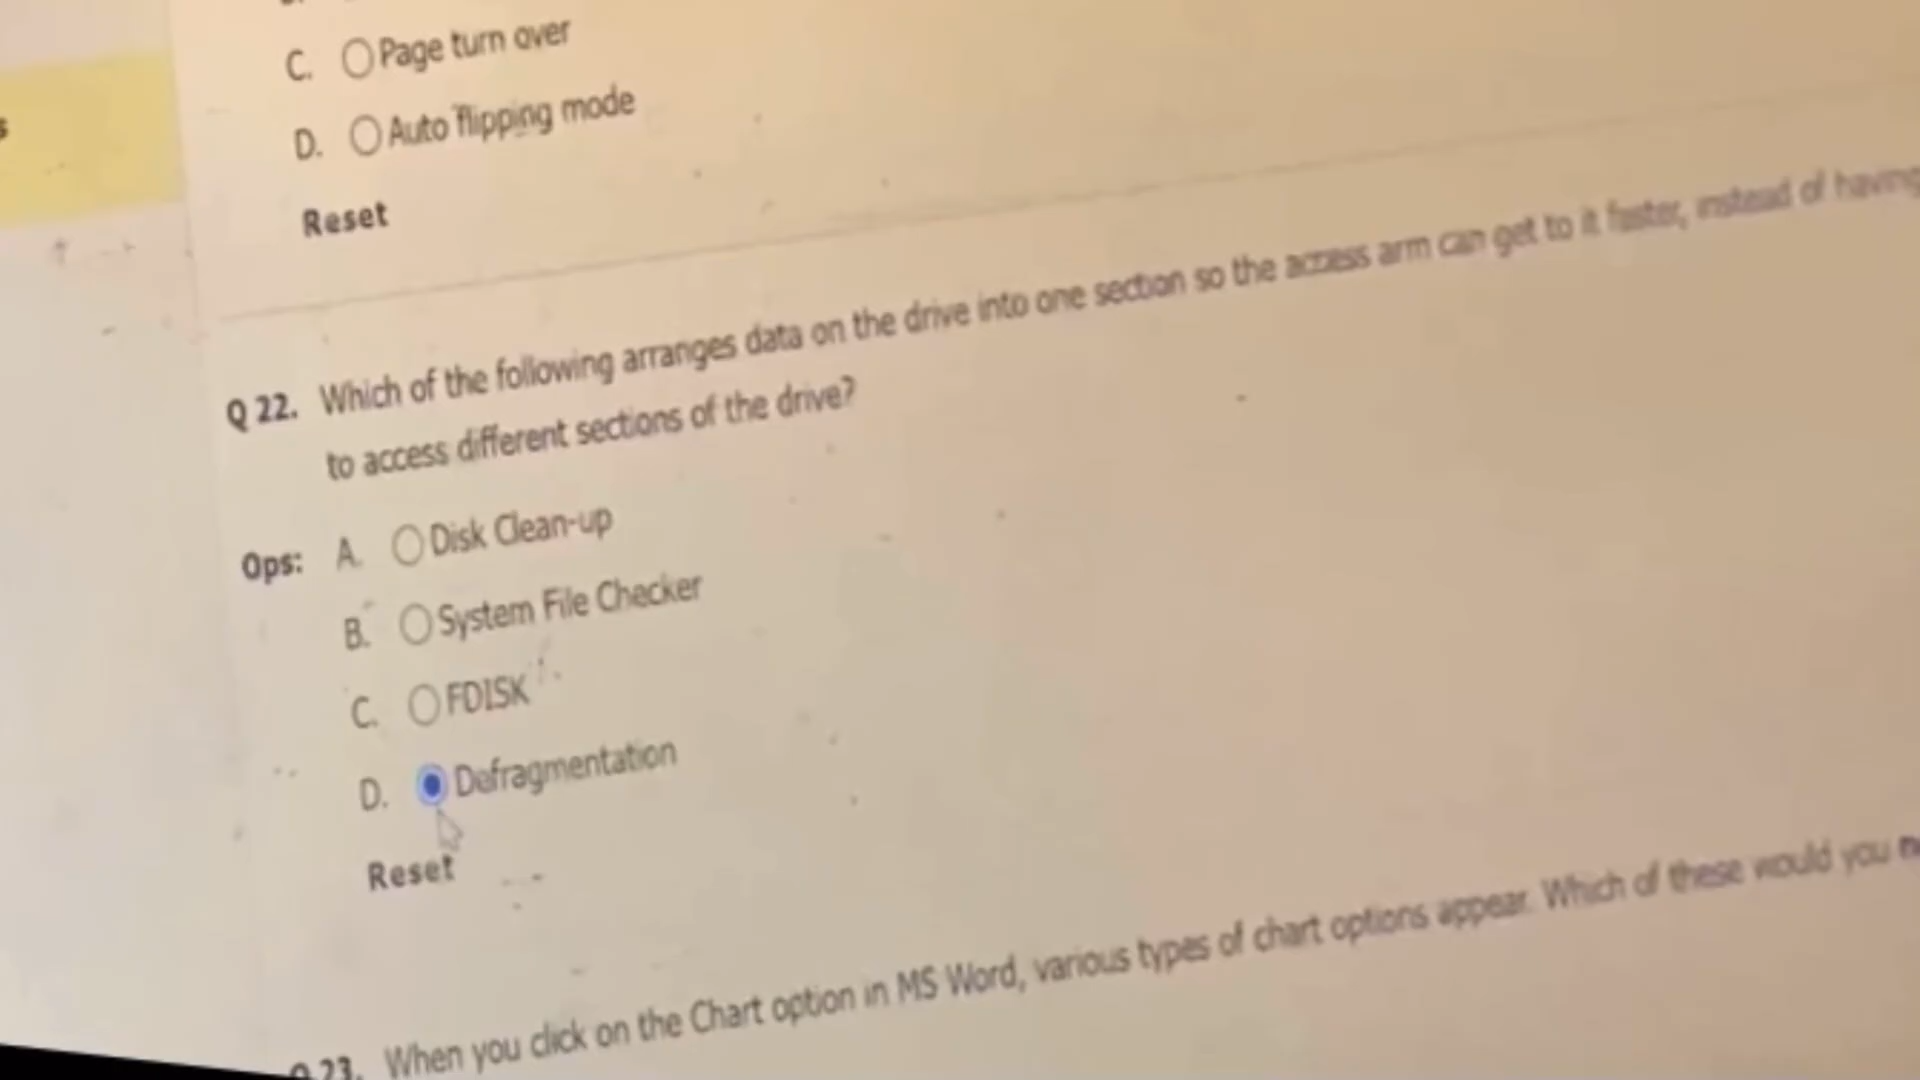 C. Page turn over
D. Auto flipping mode
Reset
Q 22. Which of the following arranges data on the drive into one section so the access arm can get to it faster, instead of having
to access different sections of the drive?
Ops: A. Disk Clean-up
B. System File Checker
C. FDISK
D. Defragmentation
Reset
Q 23. When you click on the Chart option in MS Word, various types of chart options appear. Which of these would you